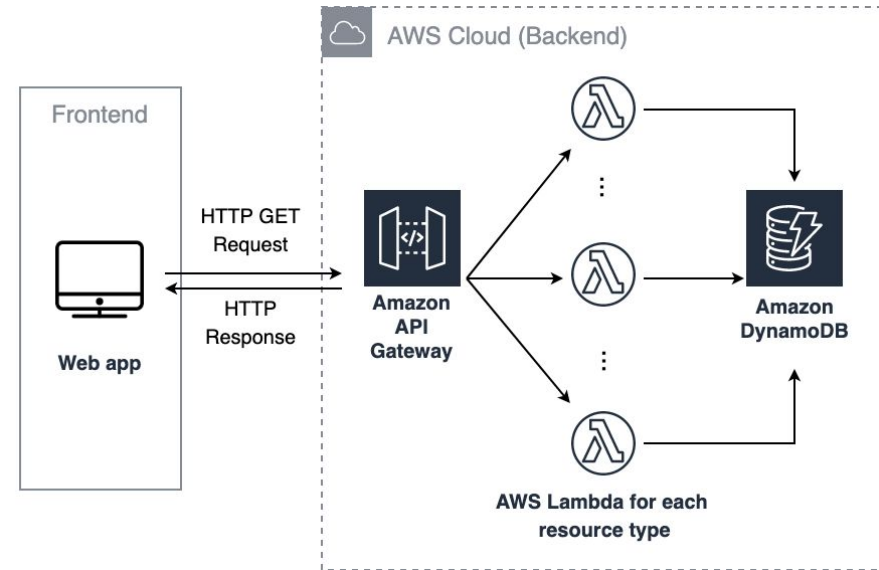 AWS Cloud (Backend)
Frontend
HTTP GET
Request
HTTP
Response
Web app
</>
Amazon
API
Gateway
⋮
⋮
Amazon
DynamoDB
AWS Lambda for each
resource type